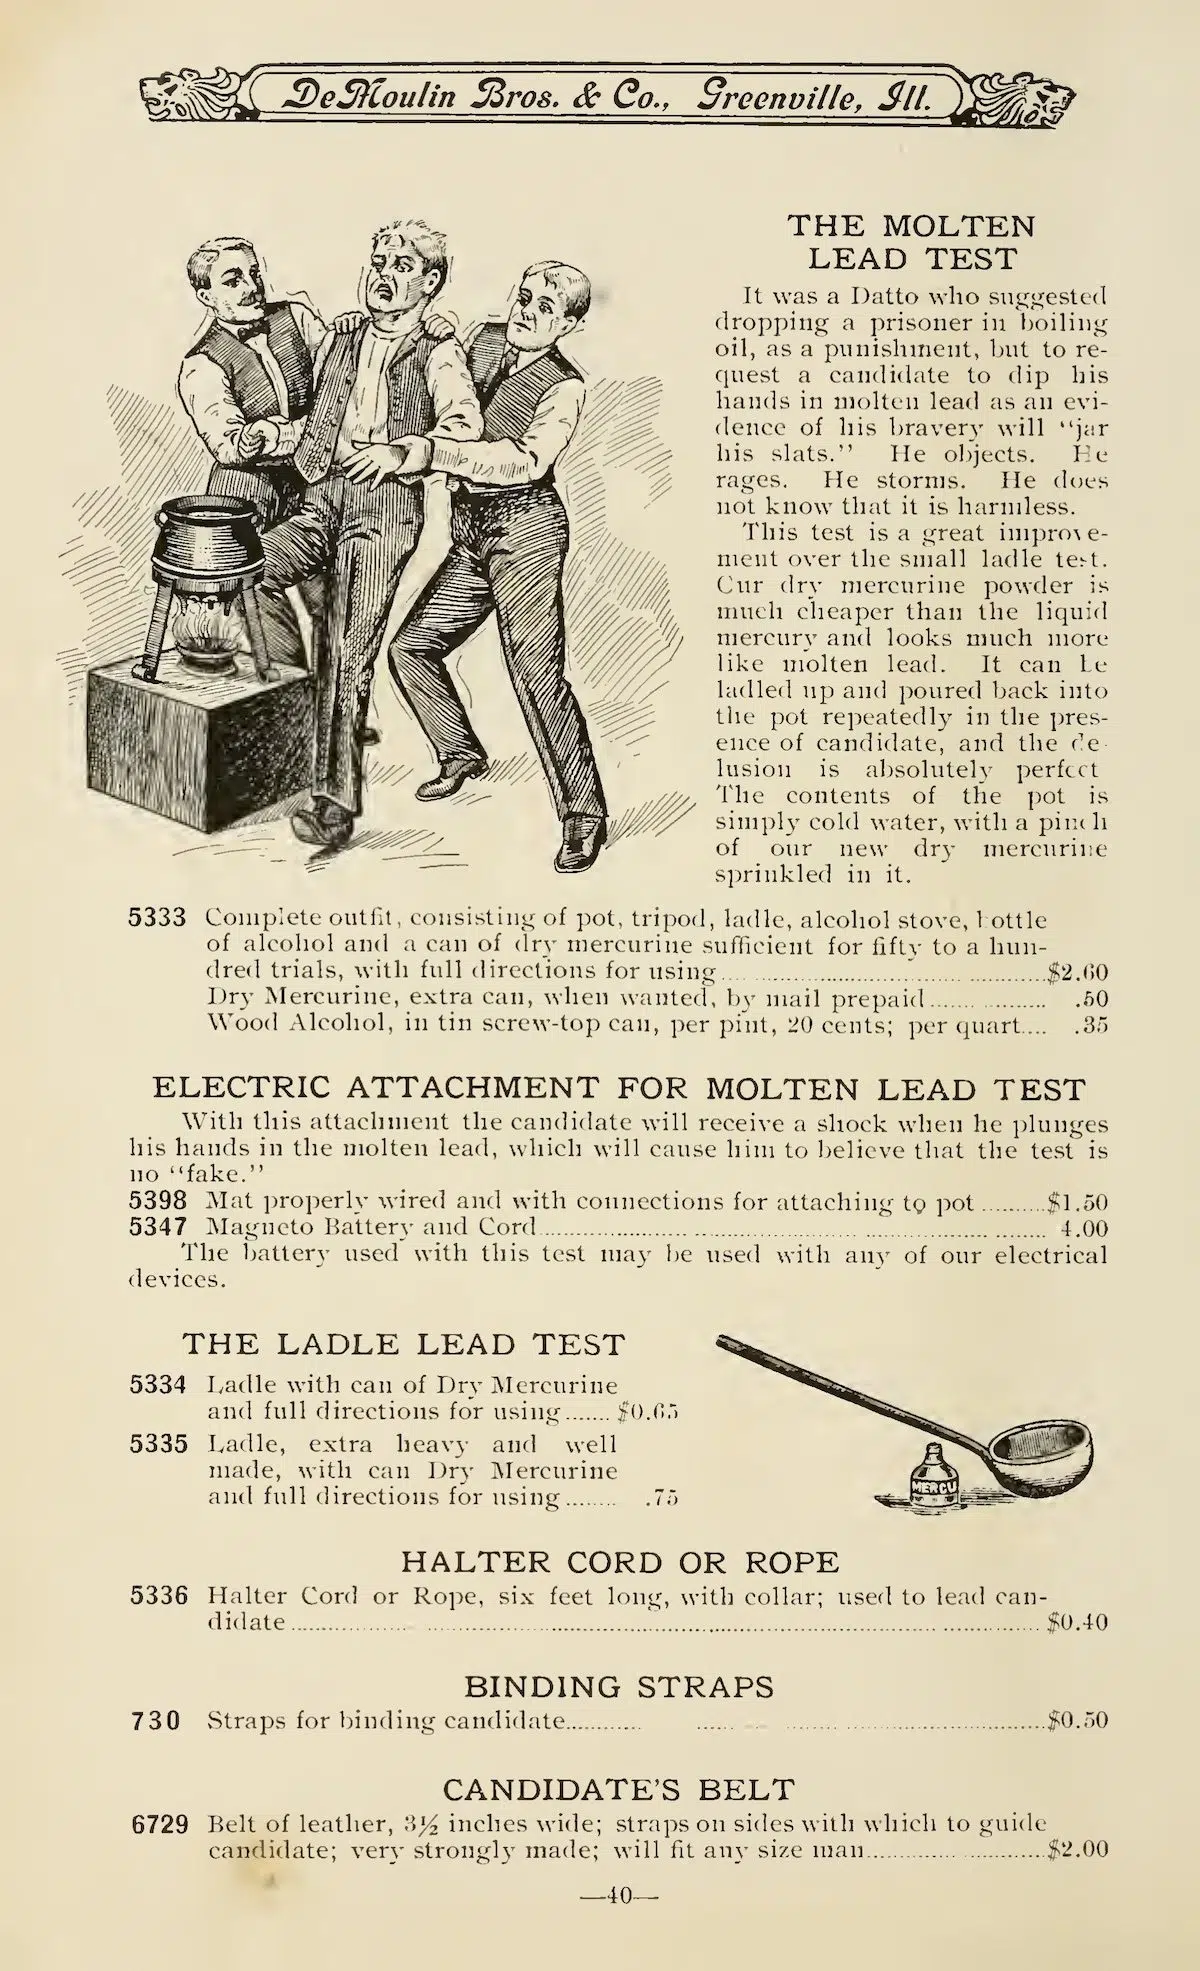 DeMoulin Bros. & Co., Greenville, Ill.
THE MOLTEN
LEAD TEST
It was a Datto who suggested
dropping a prisoner in boiling
oil, as a punishment, but to re-
quest a candidate to dip his
hands in molten lead as an evi-
dence of his bravery will "jar
his slats." He objects. He
rages. He storms. He does
not know that it is harmless.
This test is a great improve-
ment over the small ladle test.
Our dry mercurine powder is
much cheaper than the liquid
mercury and looks much more
like molten lead. It can be
ladled up and poured back into
the pot repeatedly in the pres-
ence of candidate, and the de-
lusion is absolutely perfect
The contents of the pot is
simply cold water, with a pinch
of our new dry mercurine
sprinkled in it.
5333 Complete outfit, consisting of pot, tripod, ladle, alcohol stove, bottle
of alcohol and a can of dry mercurine sufficient for fifty to a hun-
dred trials, with full directions for using....................$2.60
Dry Mercurine, extra can, when wanted, by mail prepaid.................. .50
Wood Alcohol, in tin screw-top can, per pint, 20 cents; per quart.... .35
ELECTRIC ATTACHMENT FOR MOLTEN LEAD TEST
With this attachment the candidate will receive a shock when he plunges
his hands in the molten lead, which will cause him to believe that the test is
no "fake."
5398 Mat properly wired and with connections for attaching to pot..........$1.50
5347 Magneto Battery and Cord.................... 4.00
The battery used with this test may be used with any of our electrical
devices.
THE LADLE LEAD TEST
5334 Ladle with can of Dry Mercurine
and full directions for using.......$0.65
5335 Ladle, extra heavy and well
made, with can Dry Mercurine
and full directions for using........ .75
MERCU
HALTER CORD OR ROPE
5336 Halter Cord or Rope, six feet long, with collar; used to lead can-
didate....................$0.40
BINDING STRAPS
730 Straps for binding candidate....................$0.50
CANDIDATE'S BELT
6729 Belt of leather, 3½ inches wide; straps on sides with which to guide
candidate; very strongly made; will fit any size man....................$2.00
—40—